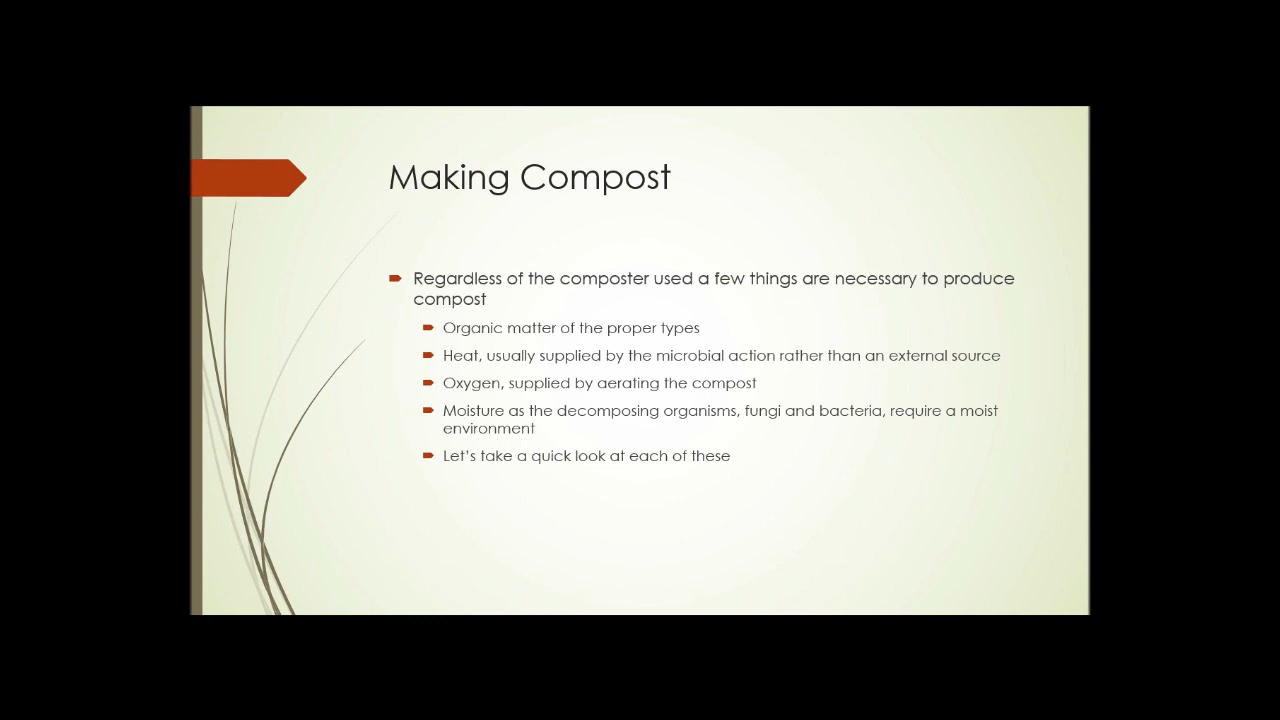 Making Compost
Regardless of the composter used a few things are necessary to produce
compost
Organic matter of the proper types
Heat, usually supplied by the microbial action rather than an external source
Oxygen, supplied by aerating the compost
Moisture as the decomposing organisms, fungi and bacteria, require a moist
environment
Let's take a quick look at each of these